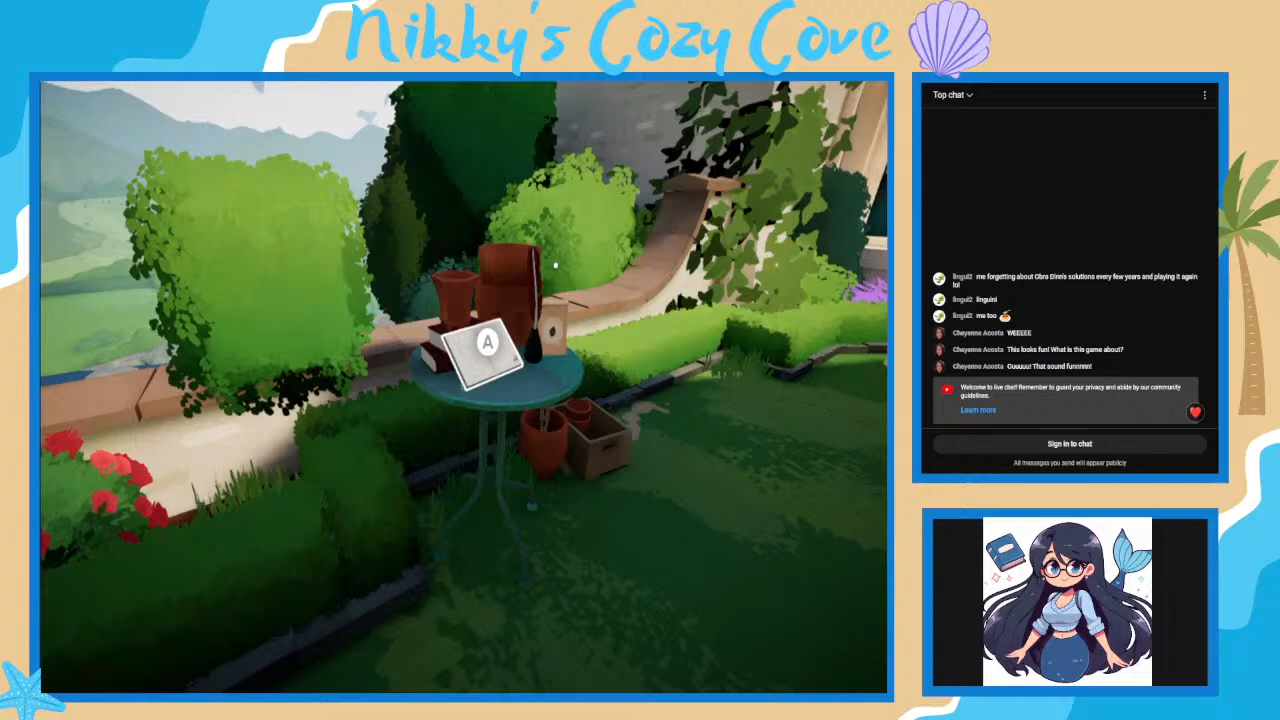 Nikky's Cozy Cove
Top chat
lingui2 me forgetting about Obra Dinn's solutions every few years and playing it again
lol
lingui2 linguini
lingui2 me too 🍜
Cheyenne Acosta WEEEEE
Cheyenne Acosta This looks fun! What is this game about?
Cheyenne Acosta Ouuuuu! That sound funnnnn!
Welcome to live chat! Remember to guard your privacy and abide by our community
guidelines.
Learn more
Sign in to chat
All messages you send will appear publicly
A